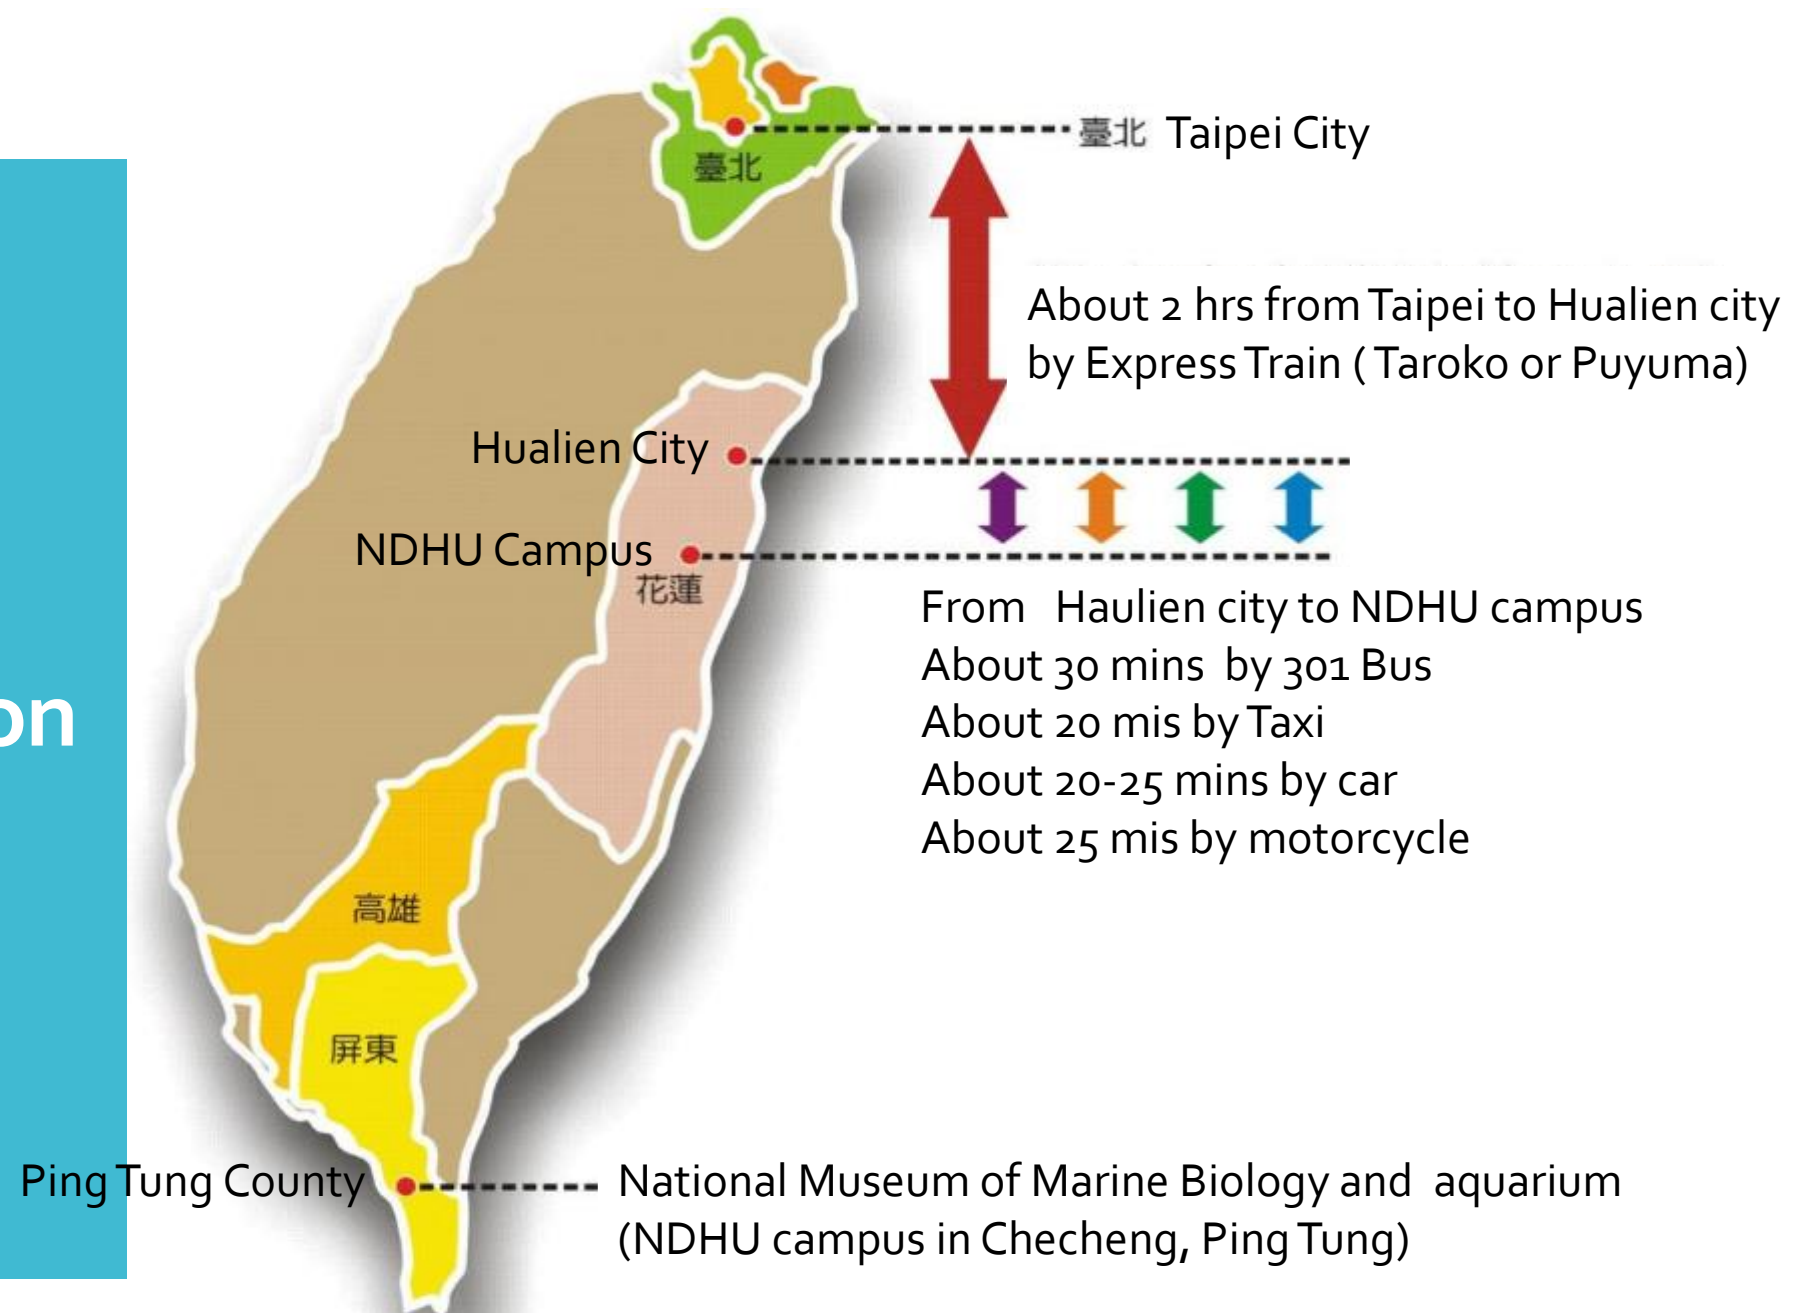 臺北 Taipei City
臺北
About 2 hrs from Taipei to Hualien city
by Express Train ( Taroko or Puyuma)
Hualien City
NDHU Campus
花蓮
From Haulien city to NDHU campus
About 30 mins by 301 Bus
About 20 mis by Taxi
About 20-25 mins by car
About 25 mis by motorcycle
on
高雄
屏東
Ping Tung County
National Museum of Marine Biology and aquarium
(NDHU campus in Checheng, Ping Tung)